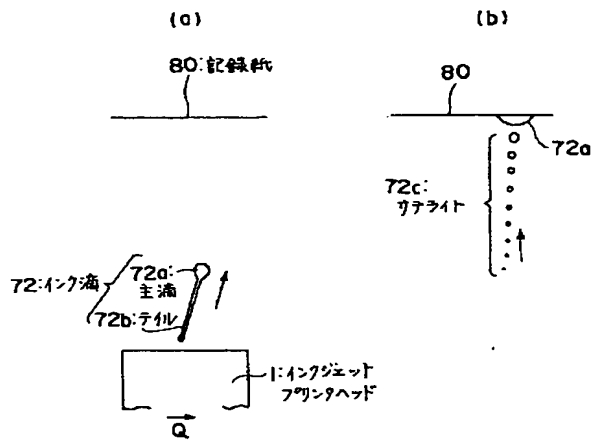 (a)
80:記録紙
72:インク滴
72a:
主滴
72b:テイル
1:インクジェット
プリンタヘッド
Q
(b)
80
72a
72c:
サテライト